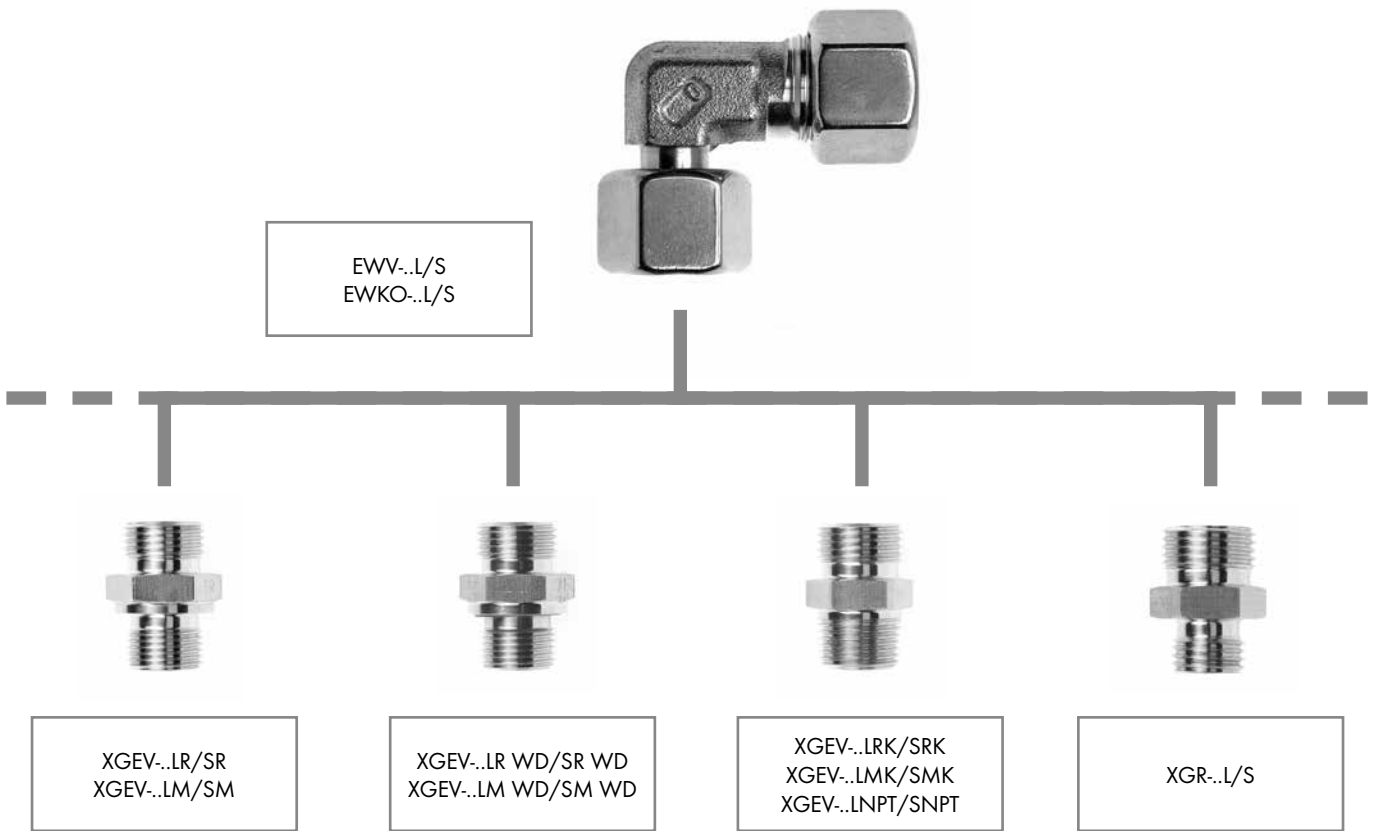 EWV-..L/S
EWKO-..L/S
XGEV-..LR/SR
XGEV-..LM/SM
XGEV-..LR WD/SR WD
XGEV-..LM WD/SM WD
XGEV-..LRK/SRK
XGEV-..LMK/SMK
XGEV-..LNPT/SNPT
XGR-..L/S